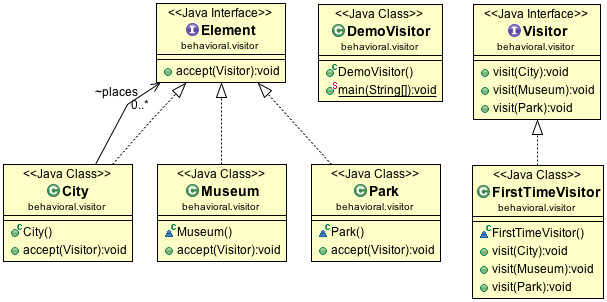 <<Java Interface>>
Element
behavioral.visitor
accept(Visitor):void
<<Java Class>>
DemoVisitor
behavioral.visitor
DemoVisitor()
main(String[]):void
<<Java Interface>>
Visitor
behavioral.visitor
visit(City):void
visit(Museum):void
visit(Park):void
~places
0..*
<<Java Class>>
City
behavioral.visitor
City()
accept(Visitor):void
<<Java Class>>
Museum
behavioral.visitor
Museum()
accept(Visitor):void
<<Java Class>>
Park
behavioral.visitor
Park()
accept(Visitor):void
<<Java Class>>
FirstTimeVisitor
behavioral.visitor
FirstTimeVisitor()
visit(City):void
visit(Museum):void
visit(Park):void